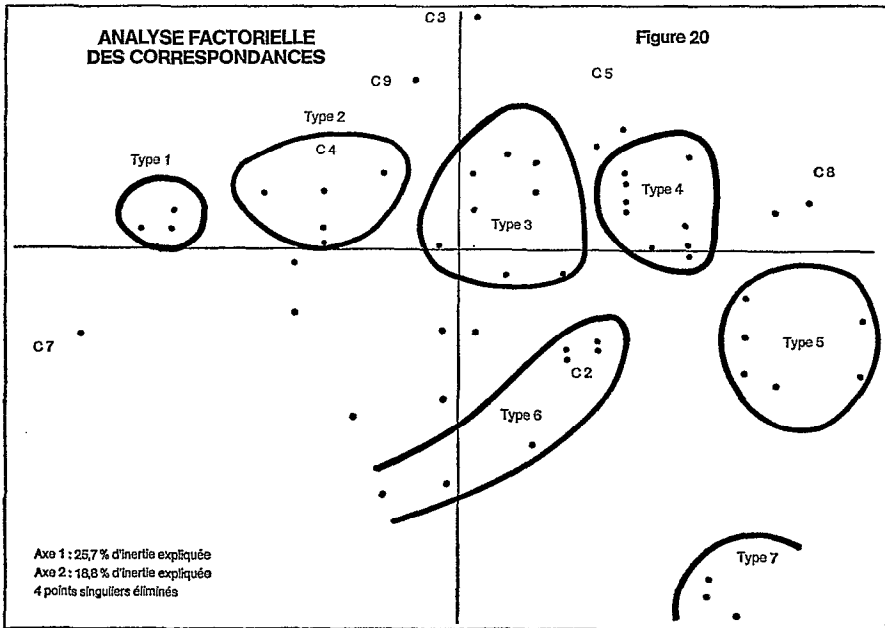 C3
ANALYSE FACTORIELLE
DES CORRESPONDANCES
Figure 20
C9
C5
Type 2
C4
Type 1
Type 4
C8
Type 3
C7
Type 5
C2
Type 6
Axe 1 : 25,7 % d'inertie expliquée
Axe 2 : 18,8 % d'inertie expliquée
4 points singuliers éliminés
Type 7